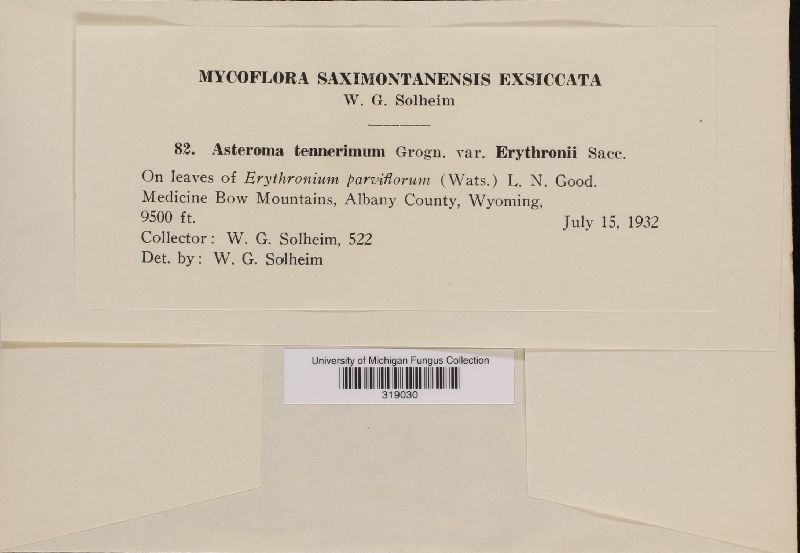 MYCOFLORA SAXIMONTANENSIS EXSICCATA
W. G. Solheim
82. Asteroma tennerimum Grogn. var. Erythronii Sacc.
On leaves of Erythronium parviflorum (Wats.) L. N. Good.
Medicine Bow Mountains, Albany County, Wyoming,
9500 ft. July 15, 1932
Collector: W. G. Solheim, 522
Det. by: W. G. Solheim
University of Michigan Fungus Collection
319030